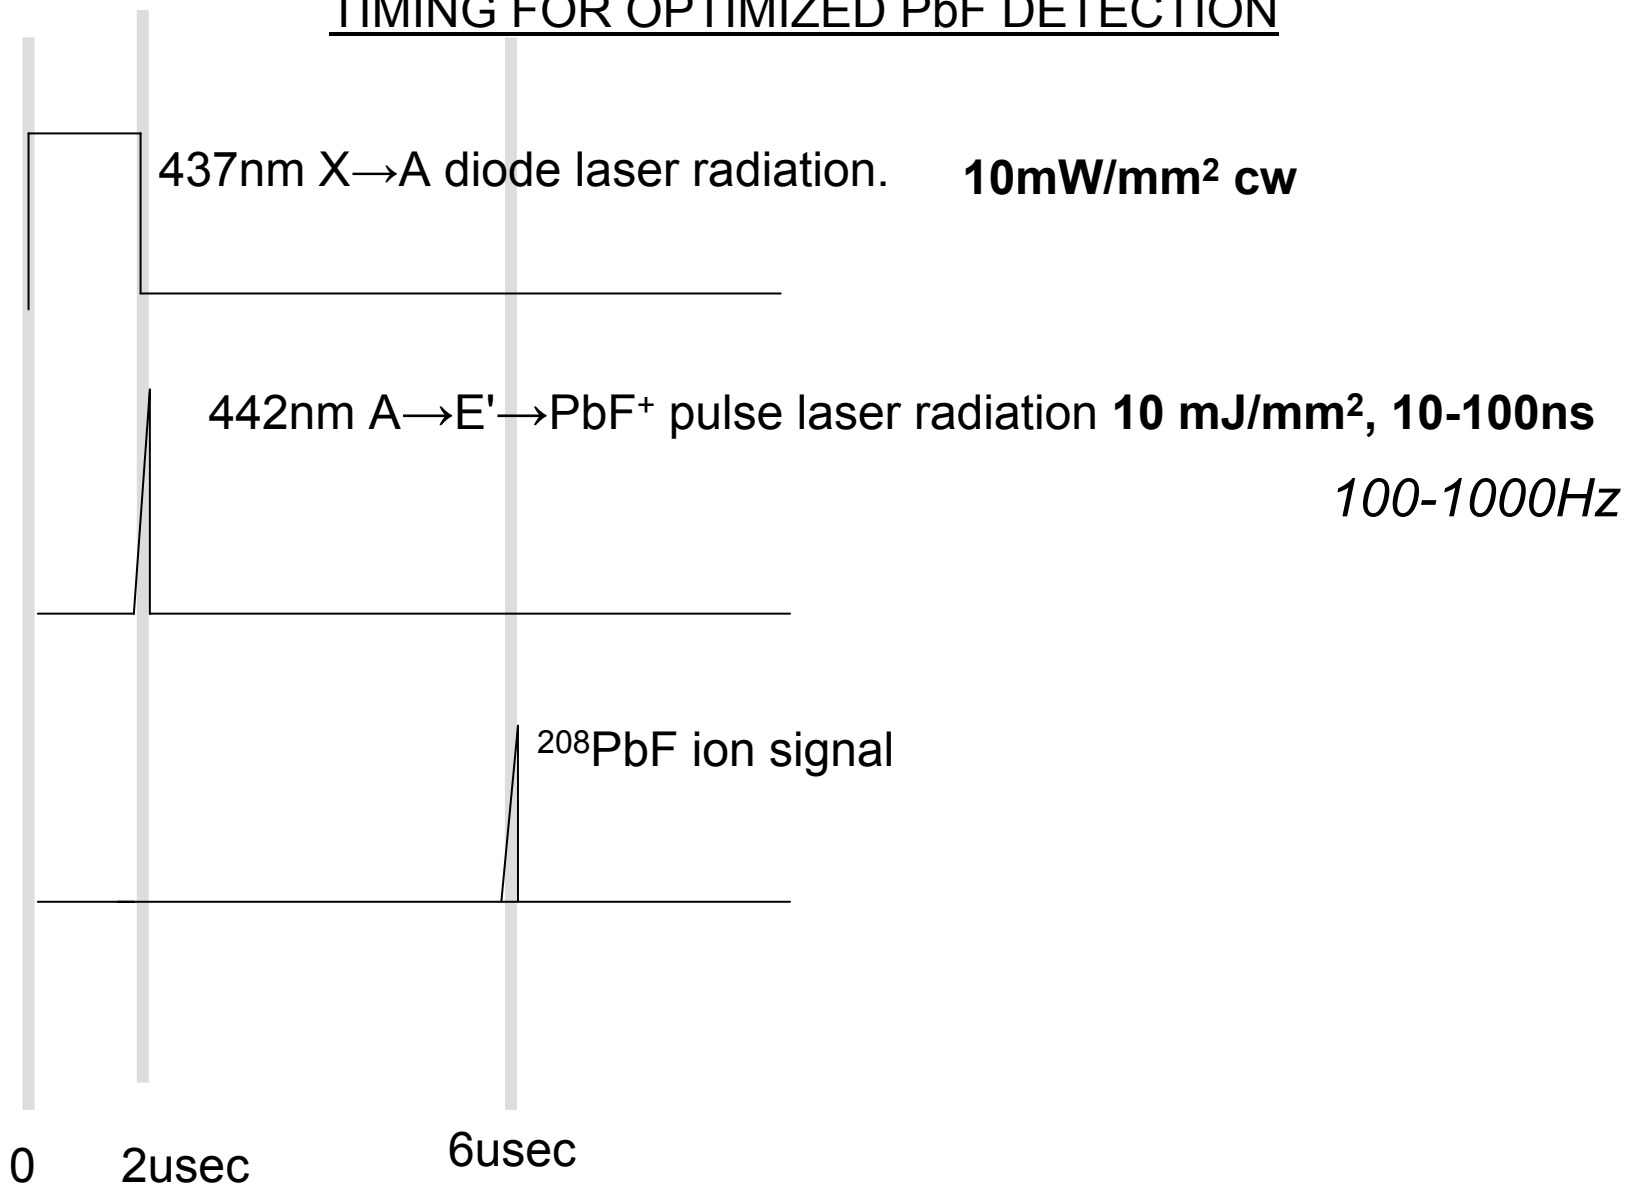 TIMING FOR OPTIMIZED PbF DETECTION
437nm X→A diode laser radiation. 10mW/mm² cw
442nm A→E'→PbF⁺ pulse laser radiation 10 mJ/mm², 10-100ns
100-1000Hz
²⁰⁸PbF ion signal
0 2usec 6usec